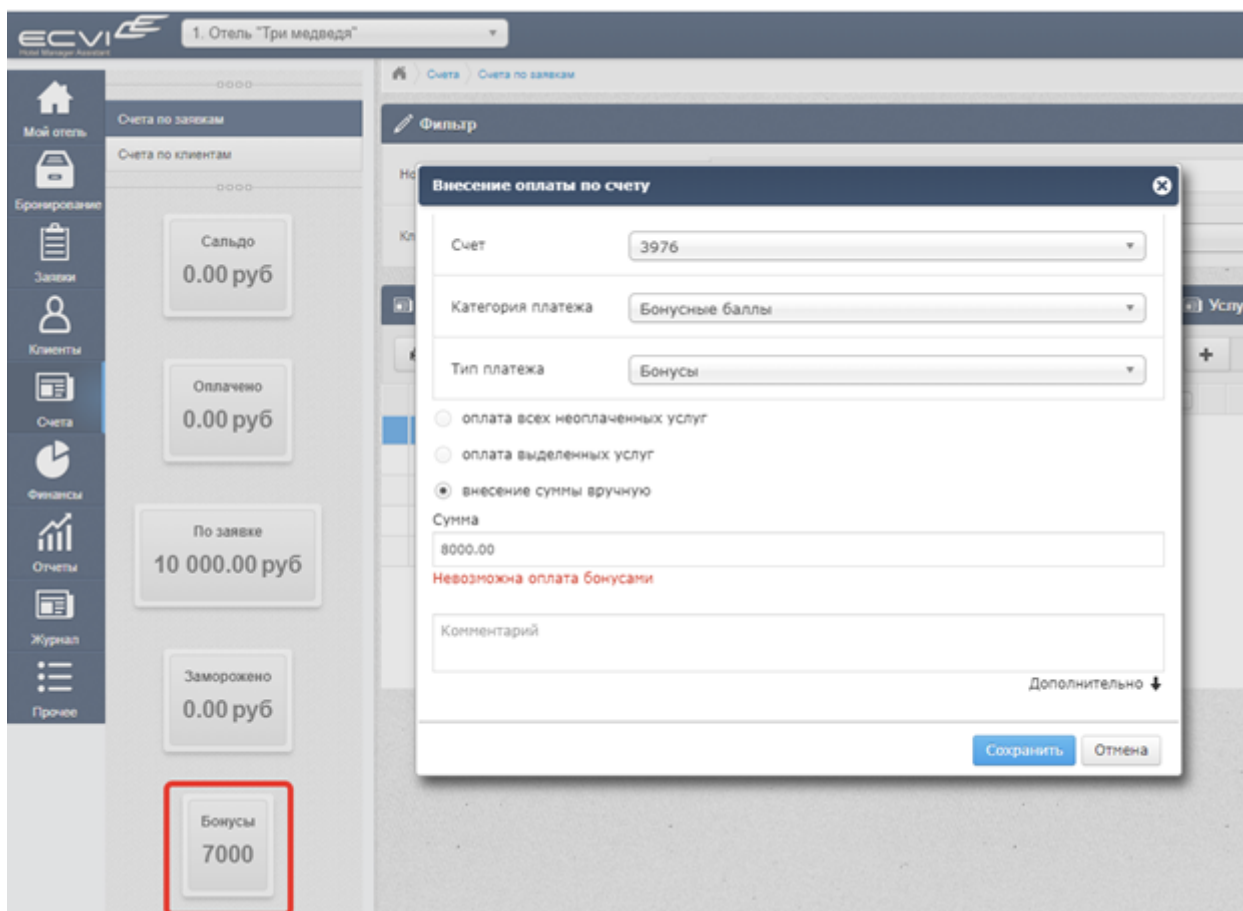 ECVI
Hotel Manager Assistant
1. Отель "Три медведя"
Мой отель
Бронирование
Заявки
Клиенты
Счета
Финансы
Отчеты
Журнал
Прочее
Счета по заявкам
Счета по клиентам
Сальдо
0.00 руб
Оплачено
0.00 руб
По заявке
10 000.00 руб
Заморожено
0.00 руб
Бонусы
7000
Счета
Счета по заявкам
Фильтр
Но
Кл
Услу
Внесение оплаты по счету
Счет
3976
Категория платежа
Бонусные баллы
Тип платежа
Бонусы
оплата всех неоплаченных услуг
оплата выделенных услуг
внесение суммы вручную
Сумма
8000.00
Невозможна оплата бонусами
Комментарий
Дополнительно
Сохранить
Отмена